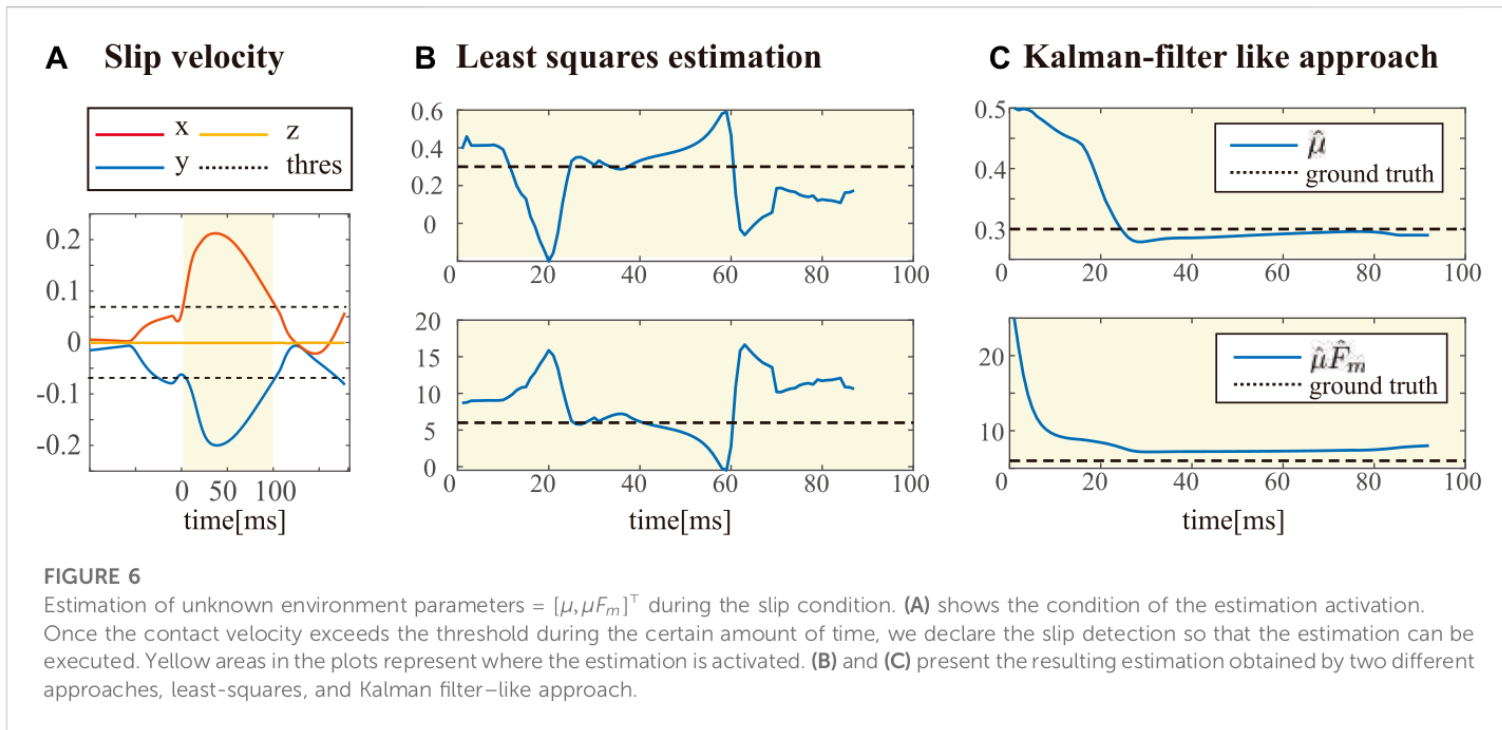 A Slip velocity
x z
y thres
0.2
0.1
0
-0.1
-0.2
0 50 100
time[ms]
B Least squares estimation
0.6
0.4
0.2
0
0 20 40 60 80 100
20
15
10
5
0
0 20 40 60 80 100
time[ms]
C Kalman-filter like approach
0.5
0.4
0.3
0 20 40 60 80 100
μ̂
ground truth
20
10
0 20 40 60 80 100
μ̂F̂m
ground truth
time[ms]
FIGURE 6
Estimation of unknown environment parameters = [μ, μFm]⊤ during the slip condition. (A) shows the condition of the estimation activation.
Once the contact velocity exceeds the threshold during the certain amount of time, we declare the slip detection so that the estimation can be
executed. Yellow areas in the plots represent where the estimation is activated. (B) and (C) present the resulting estimation obtained by two different
approaches, least-squares, and Kalman filter–like approach.